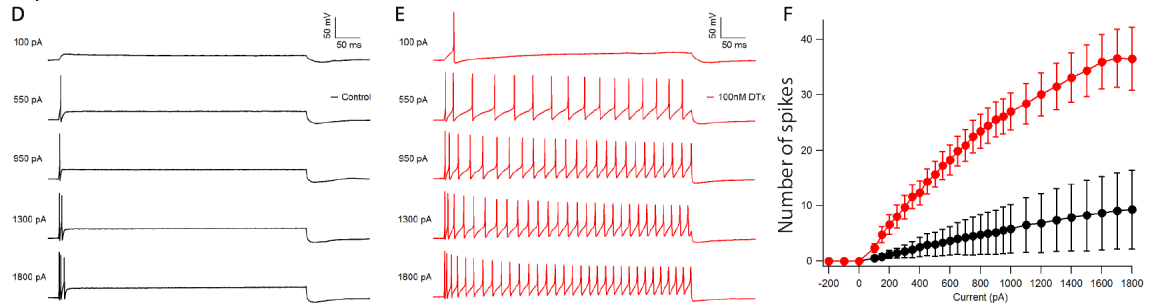 D
50 mV
50 ms
100 pA
550 pA
Control
950 pA
1300 pA
1800 pA
E
50 mV
50 ms
100 pA
550 pA
100nM DTx
950 pA
1300 pA
1800 pA
F
Number of spikes
40
30
20
10
0
-200 0 200 400 600 800 1000 1200 1400 1600 1800
Current (pA)